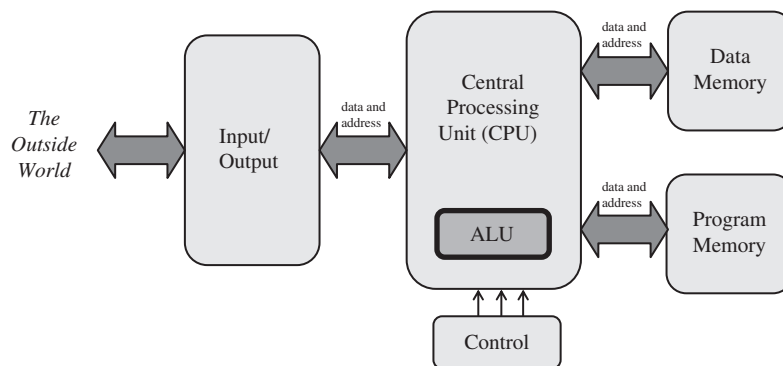 The
Outside
World
Input/
Output
data and
address
Central
Processing
Unit (CPU)
ALU
Control
data and
address
Data
Memory
data and
address
Program
Memory